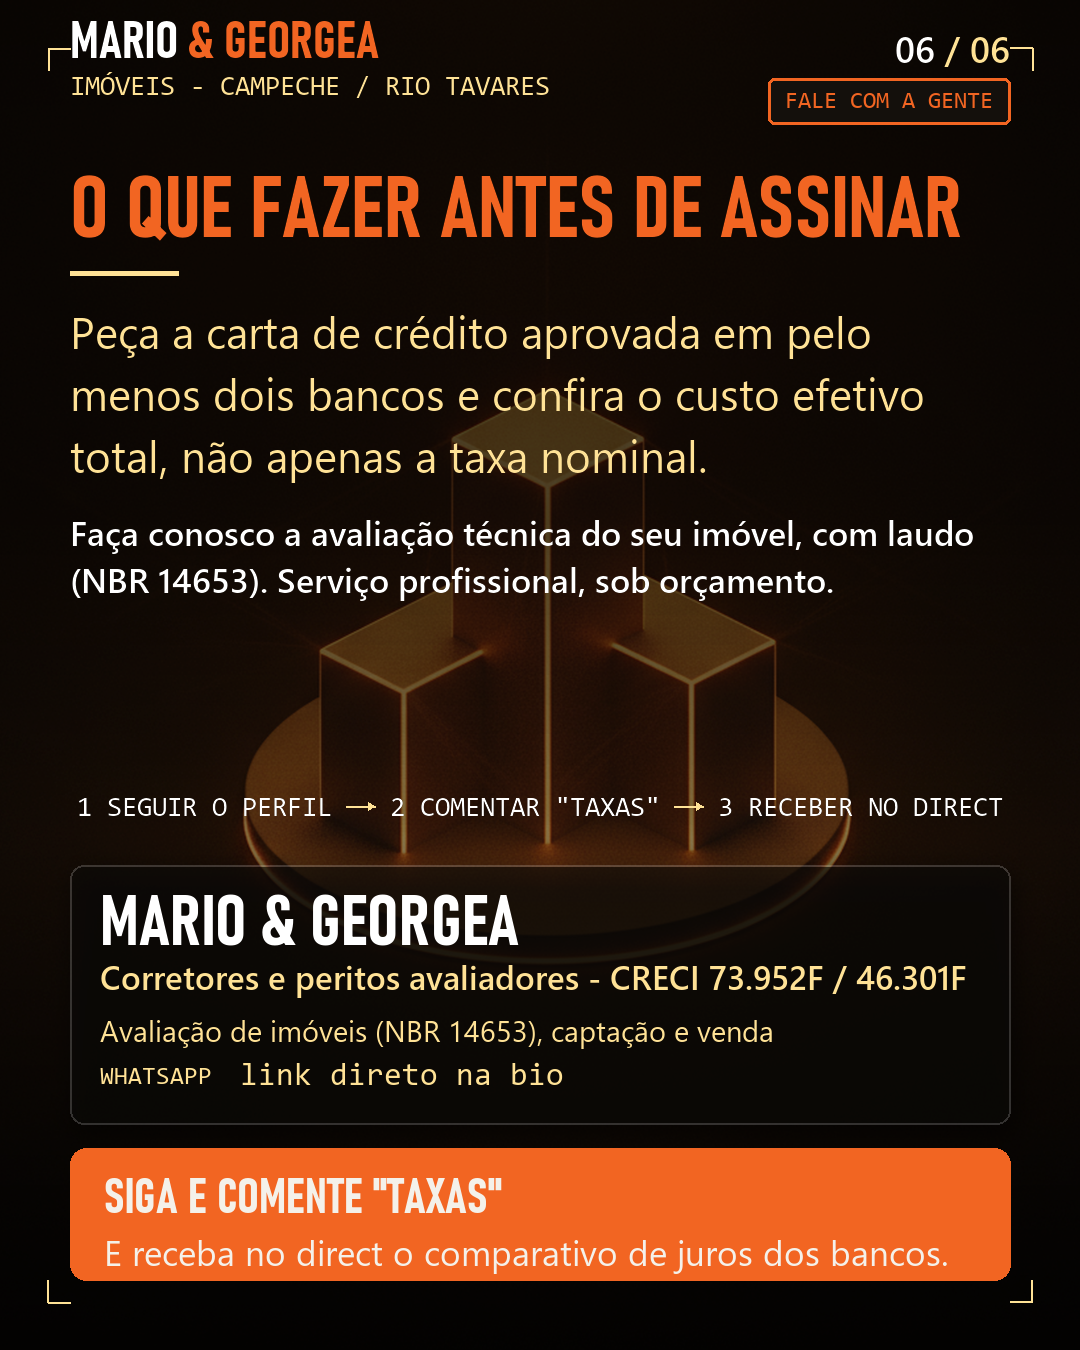 MARIO & GEORGEA
IMÓVEIS - CAMPECHE / RIO TAVARES
06 / 06
FALE COM A GENTE
O QUE FAZER ANTES DE ASSINAR
Peça a carta de crédito aprovada em pelo
menos dois bancos e confira o custo efetivo
total, não apenas a taxa nominal.
Faça conosco a avaliação técnica do seu imóvel, com laudo
(NBR 14653). Serviço profissional, sob orçamento.
1 SEGUIR O PERFIL → 2 COMENTAR "TAXAS" → 3 RECEBER NO DIRECT
MARIO & GEORGEA
Corretores e peritos avaliadores - CRECI 73.952F / 46.301F
Avaliação de imóveis (NBR 14653), captação e venda
WHATSAPP link direto na bio
SIGA E COMENTE "TAXAS"
E receba no direct o comparativo de juros dos bancos.